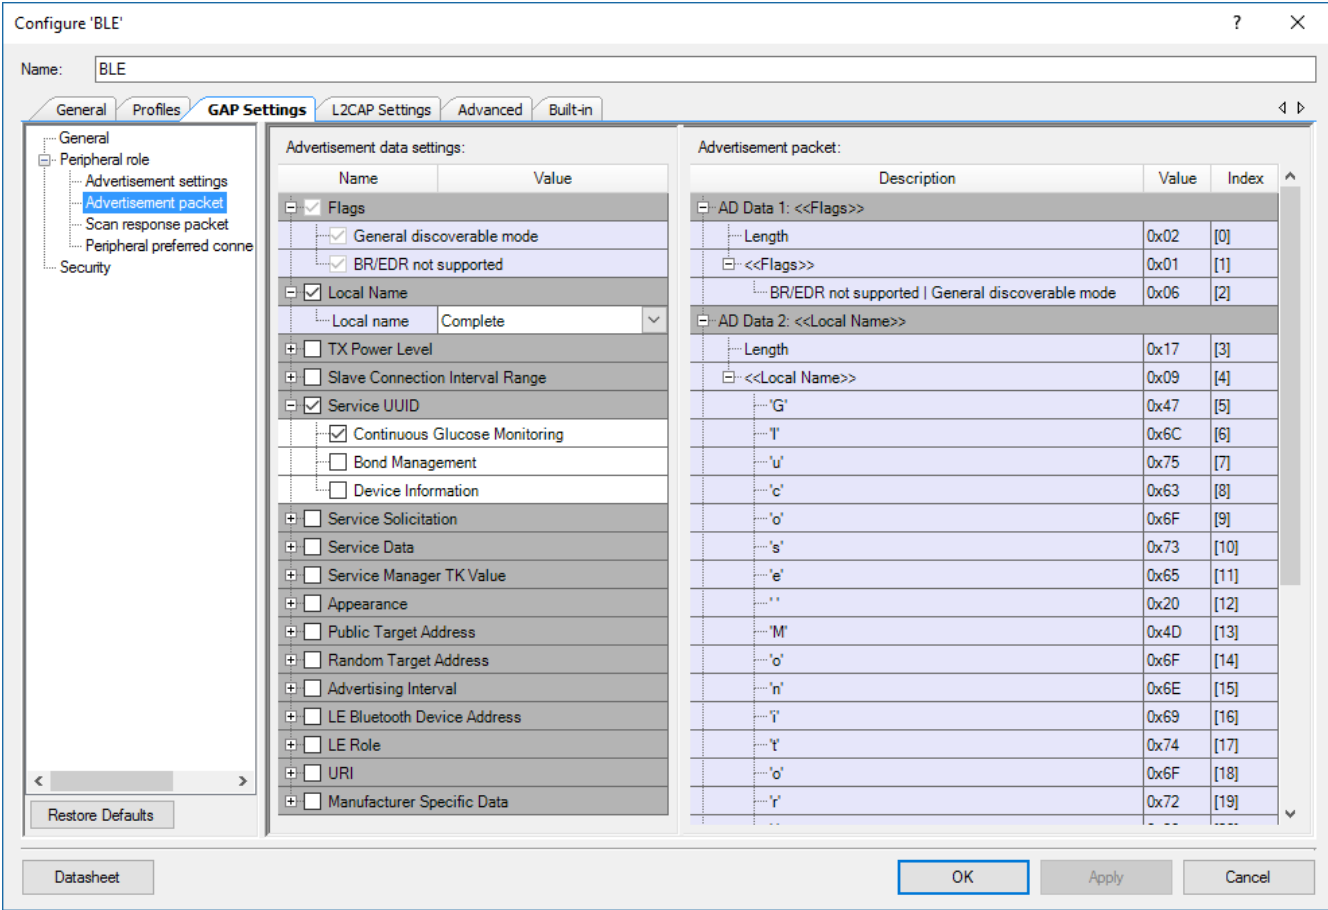 Configure 'BLE'
?
Name: BLE
General Profiles GAP Settings L2CAP Settings Advanced Built-in
General
Peripheral role
Advertisement settings
Advertisement packet
Scan response packet
Peripheral preferred conne
Security
Restore Defaults
Advertisement data settings:
Name Value
Flags
General discoverable mode
BR/EDR not supported
Local Name
Local name Complete
TX Power Level
Slave Connection Interval Range
Service UUID
Continuous Glucose Monitoring
Bond Management
Device Information
Service Solicitation
Service Data
Service Manager TK Value
Appearance
Public Target Address
Random Target Address
Advertising Interval
LE Bluetooth Device Address
LE Role
URI
Manufacturer Specific Data
Advertisement packet:
Description Value Index
AD Data 1: <<Flags>>
Length 0x02 [0]
<<Flags>> 0x01 [1]
BR/EDR not supported | General discoverable mode 0x06 [2]
AD Data 2: <<Local Name>>
Length 0x17 [3]
<<Local Name>> 0x09 [4]
'G' 0x47 [5]
'l' 0x6C [6]
'u' 0x75 [7]
'c' 0x63 [8]
'o' 0x6F [9]
's' 0x73 [10]
'e' 0x65 [11]
' ' 0x20 [12]
'M' 0x4D [13]
'o' 0x6F [14]
'n' 0x6E [15]
'i' 0x69 [16]
't' 0x74 [17]
'o' 0x6F [18]
'r' 0x72 [19]
Datasheet OK Apply Cancel